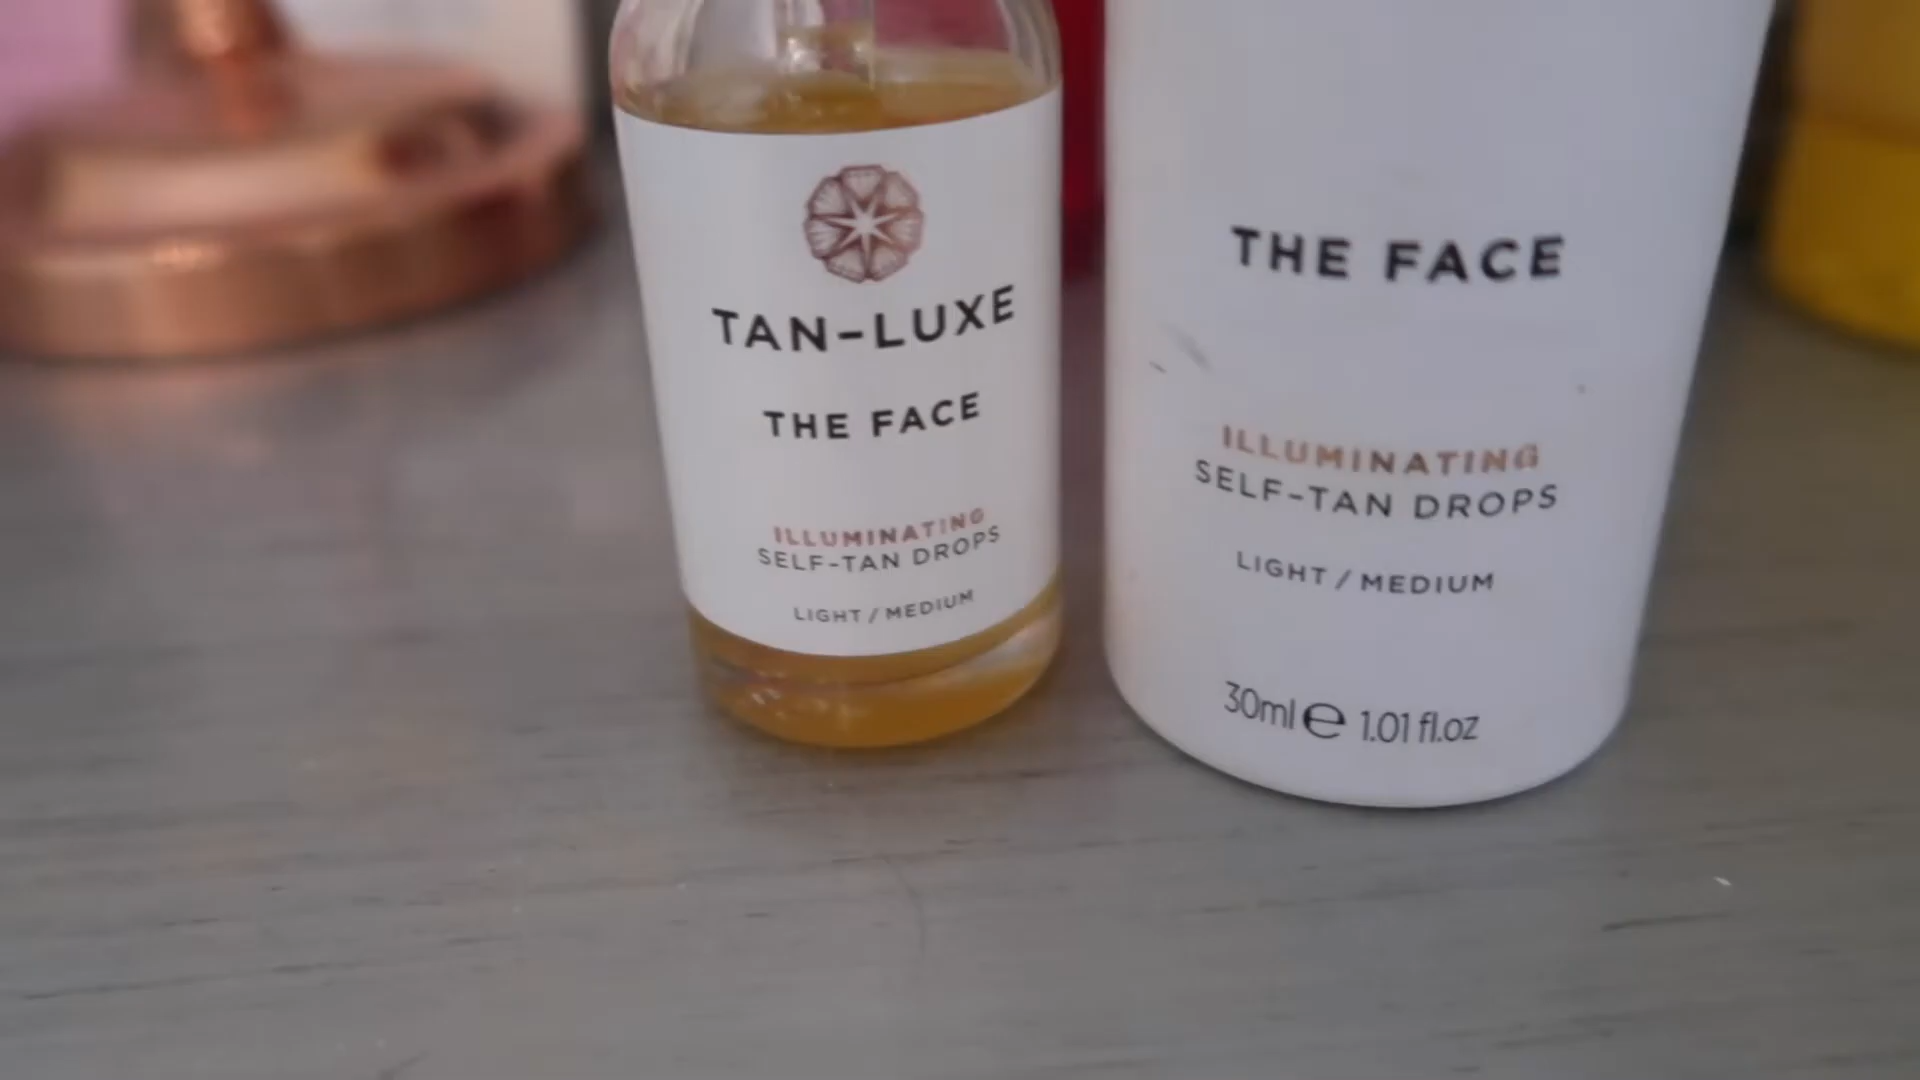 TAN-LUXE
THE FACE
ILLUMINATING
SELF-TAN DROPS
LIGHT / MEDIUM
THE FACE
ILLUMINATING
SELF-TAN DROPS
LIGHT / MEDIUM
30ml e 1.01 fl.oz